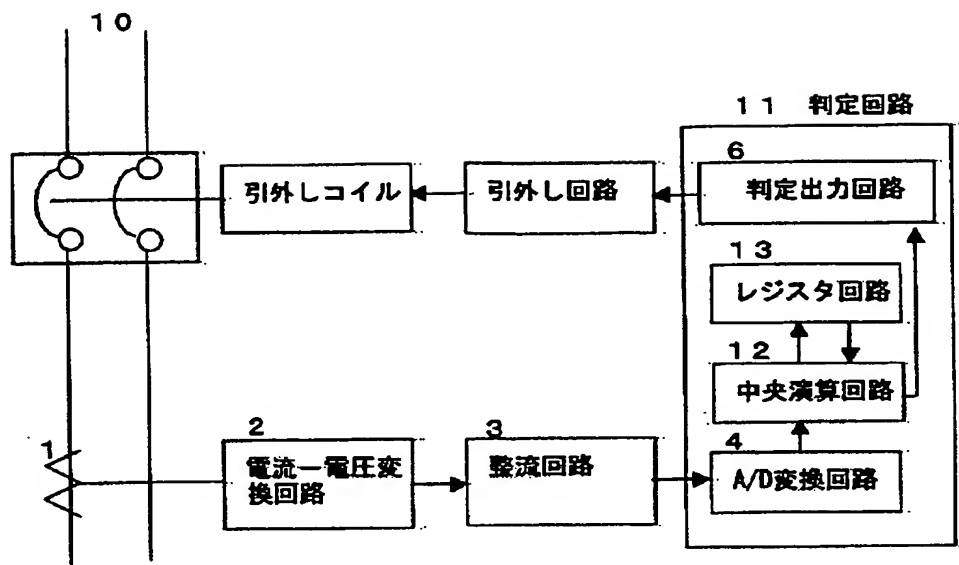 10
11 判定回路
6
引外しコイル
引外し回路
判定出力回路
13
レジスタ回路
12
中央演算回路
1
2
電流ー電圧変
換回路
3
整流回路
4
A/D変換回路